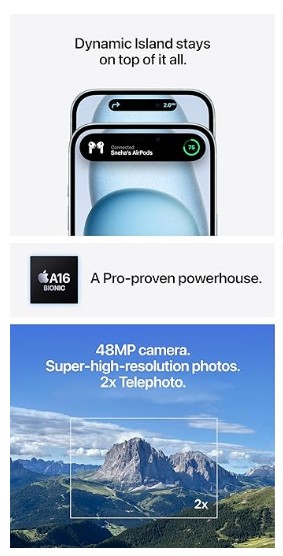 Dynamic Island stays
on top of it all.
2.0mi
Connected
Sneha's AirPods
75
A16
BIONIC
A Pro-proven powerhouse.
48MP camera.
Super-high-resolution photos.
2x Telephoto.
2x